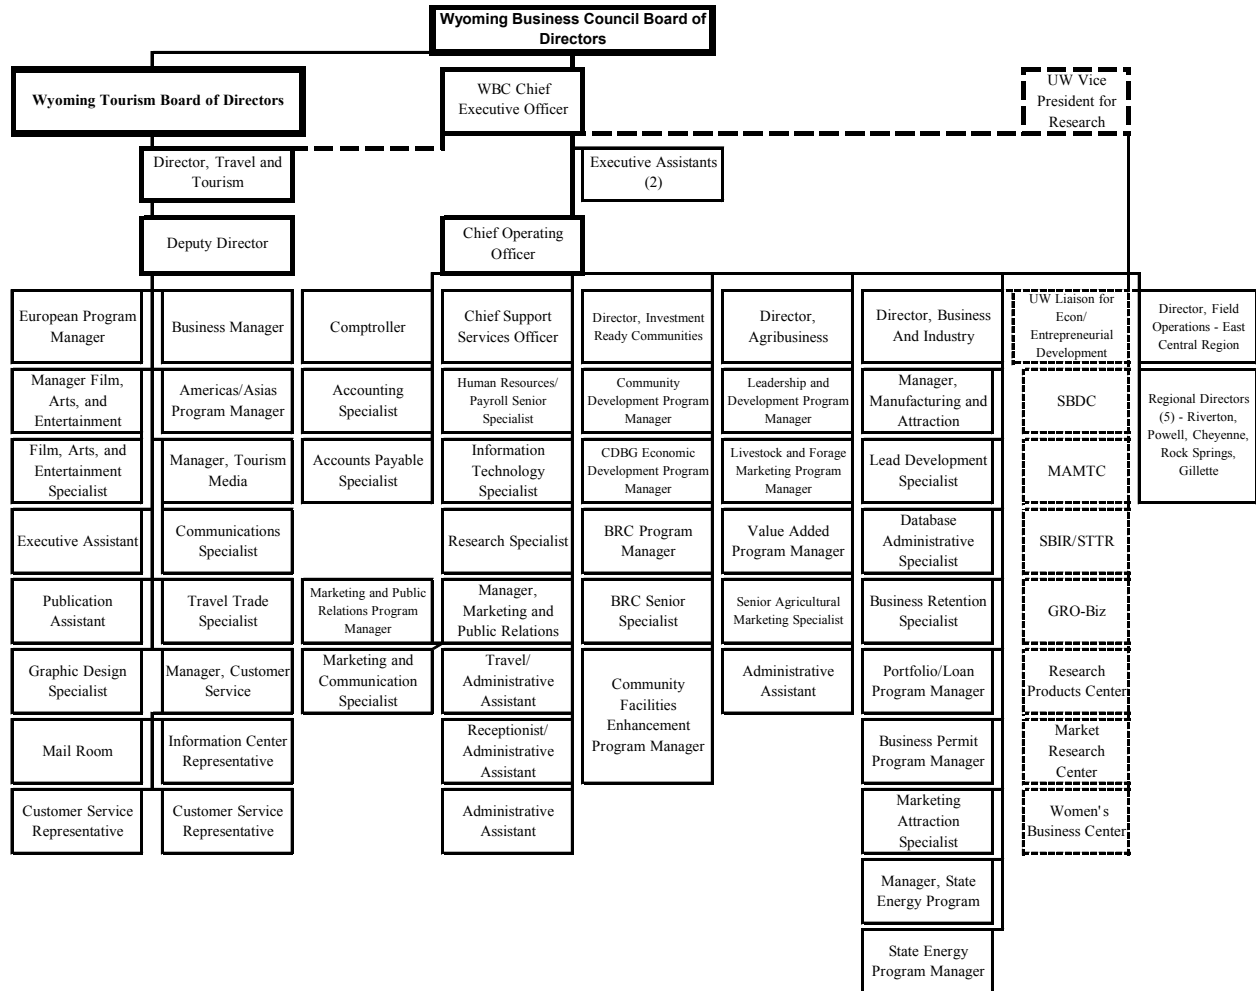 Wyoming Business Council Board of
Directors
Wyoming Tourism Board of Directors
WBC Chief
Executive Officer
UW Vice
President for
Research
Director, Travel and
Tourism
Executive Assistants
(2)
Deputy Director
Chief Operating
Officer
European Program
Manager
Business Manager
Comptroller
Chief Support
Services Officer
Director, Investment
Ready Communities
Director,
Agribusiness
Director, Business
And Industry
UW Liaison for
Econ/
Entrepreneurial
Development
Director, Field
Operations - East
Central Region
Manager Film,
Arts, and
Entertainment
Americas/Asias
Program Manager
Accounting
Specialist
Human Resources/
Payroll Senior
Specialist
Community
Development Program
Manager
Leadership and
Development Program
Manager
Manager,
Manufacturing and
Attraction
SBDC
Regional Directors
(5) - Riverton,
Powell, Cheyenne,
Rock Springs,
Gillette
Film, Arts, and
Entertainment
Specialist
Manager, Tourism
Media
Accounts Payable
Specialist
Information
Technology
Specialist
CDBG Economic
Development Program
Manager
Livestock and Forage
Marketing Program
Manager
Lead Development
Specialist
MAMTC
Executive Assistant
Communications
Specialist
Research Specialist
BRC Program
Manager
Value Added
Program Manager
Database
Administrative
Specialist
SBIR/STTR
Publication
Assistant
Travel Trade
Specialist
Marketing and Public
Relations Program
Manager
Manager,
Marketing and
Public Relations
BRC Senior
Specialist
Senior Agricultural
Marketing Specialist
Business Retention
Specialist
GRO-Biz
Graphic Design
Specialist
Manager, Customer
Service
Marketing and
Communication
Specialist
Travel/
Administrative
Assistant
Community
Facilities
Enhancement
Program Manager
Administrative
Assistant
Portfolio/Loan
Program Manager
Research
Products Center
Mail Room
Information Center
Representative
Receptionist/
Administrative
Assistant
Business Permit
Program Manager
Market
Research
Center
Customer Service
Representative
Customer Service
Representative
Administrative
Assistant
Marketing
Attraction
Specialist
Women's
Business Center
Manager, State
Energy Program
State Energy
Program Manager